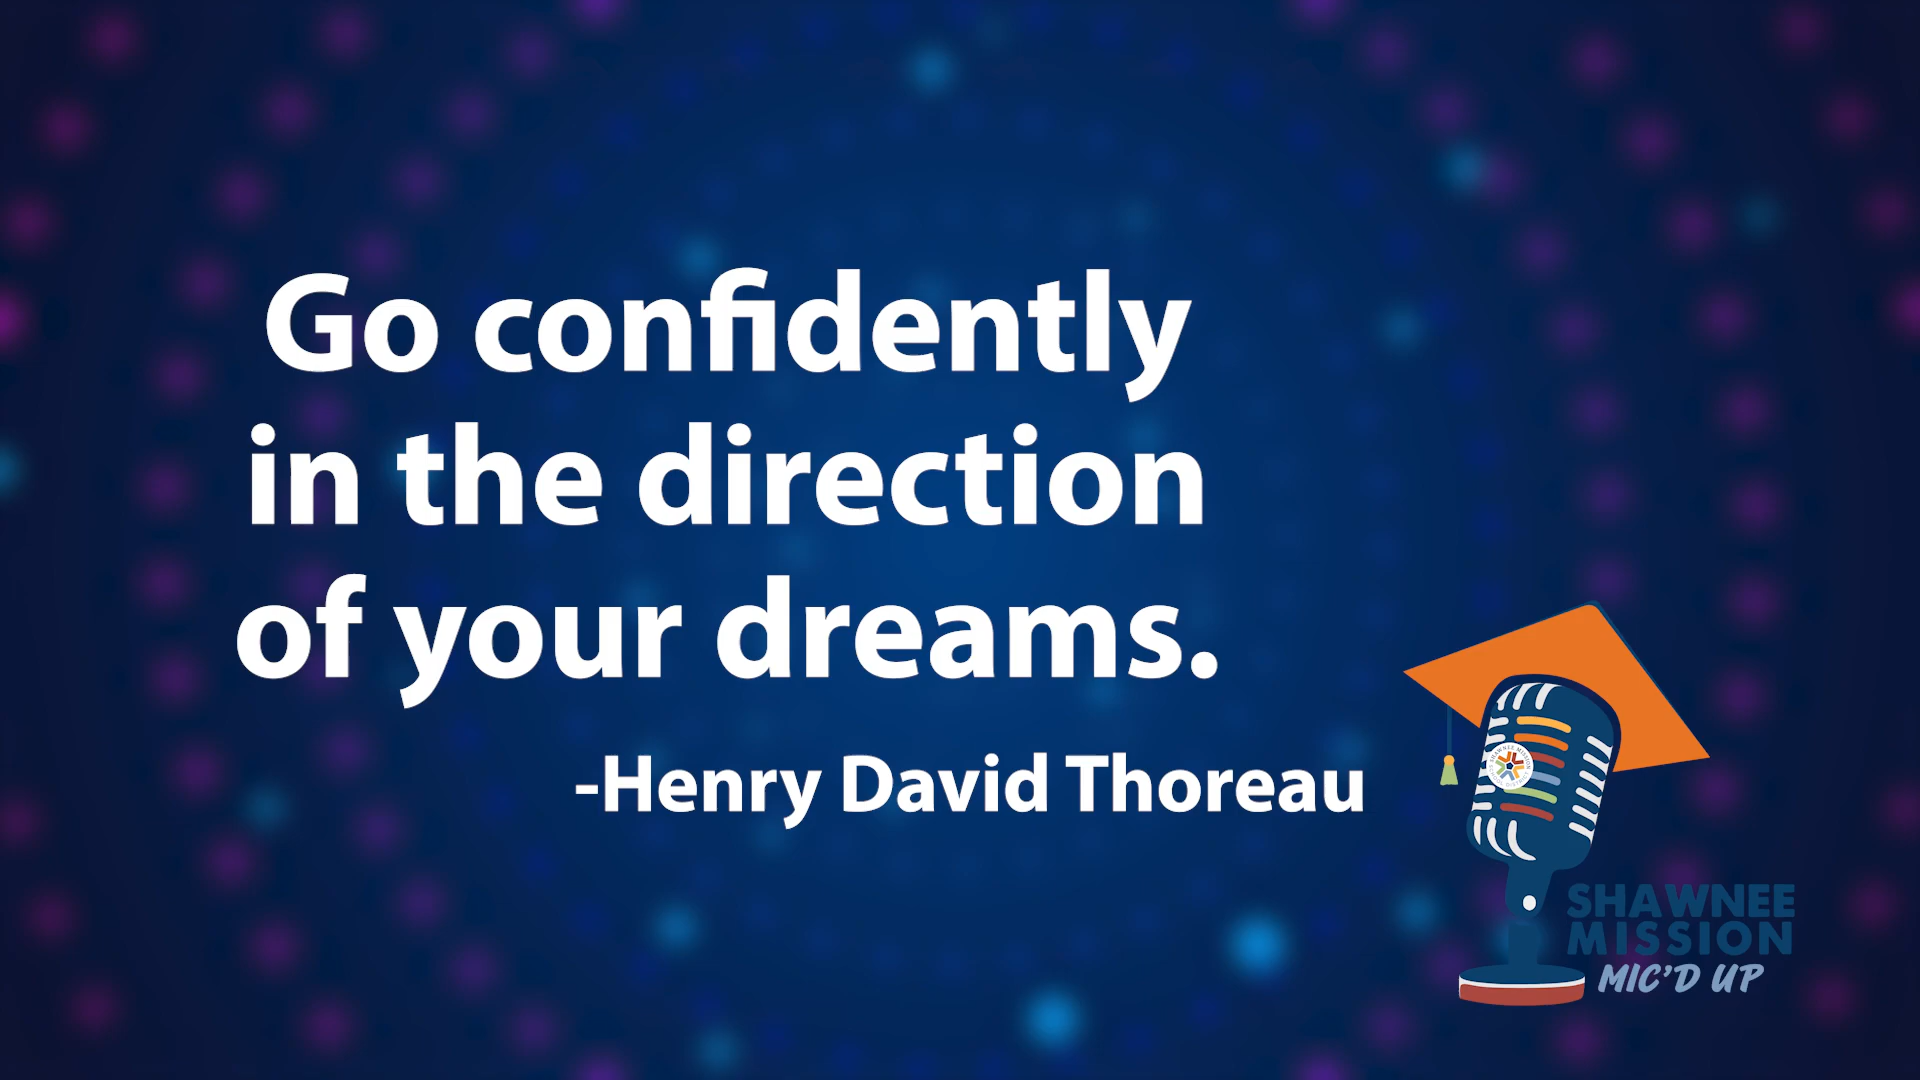 Go confidently
in the direction
of your dreams.
-Henry David Thoreau
SHAWNEE
MISSION
MIC'D UP